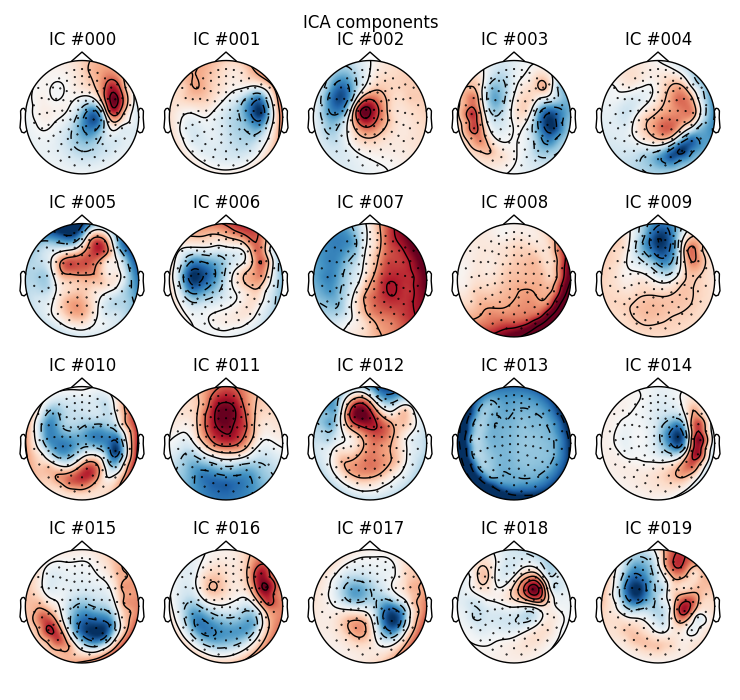 ICA components
IC #000 IC #001 IC #002 IC #003 IC #004
IC #005 IC #006 IC #007 IC #008 IC #009
IC #010 IC #011 IC #012 IC #013 IC #014
IC #015 IC #016 IC #017 IC #018 IC #019